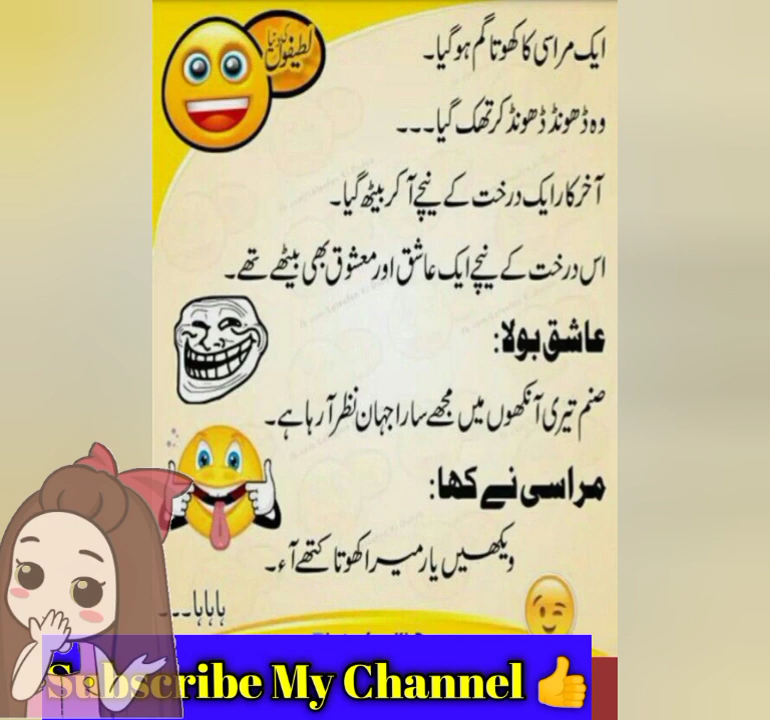 لطیفوں کی دنیا
ایک مراسی کا کھوتا گم ہوگیا۔
وہ ڈھونڈ ڈھونڈ کر تھک گیا۔۔۔
آخر کار ایک درخت کے نیچے آ کر بیٹھ گیا۔
اس درخت کے نیچے ایک عاشق اور معشوق بھی بیٹھے تھے۔
عاشق بولا:
صنم تیری آنکھوں میں مجھے سارا جہان نظر آ رہا ہے۔
مراسی نے کہا:
ویکھیں یار میرا کھوتا کتھے آء۔
ہاہاہا۔۔۔
Subscribe My Channel 👍